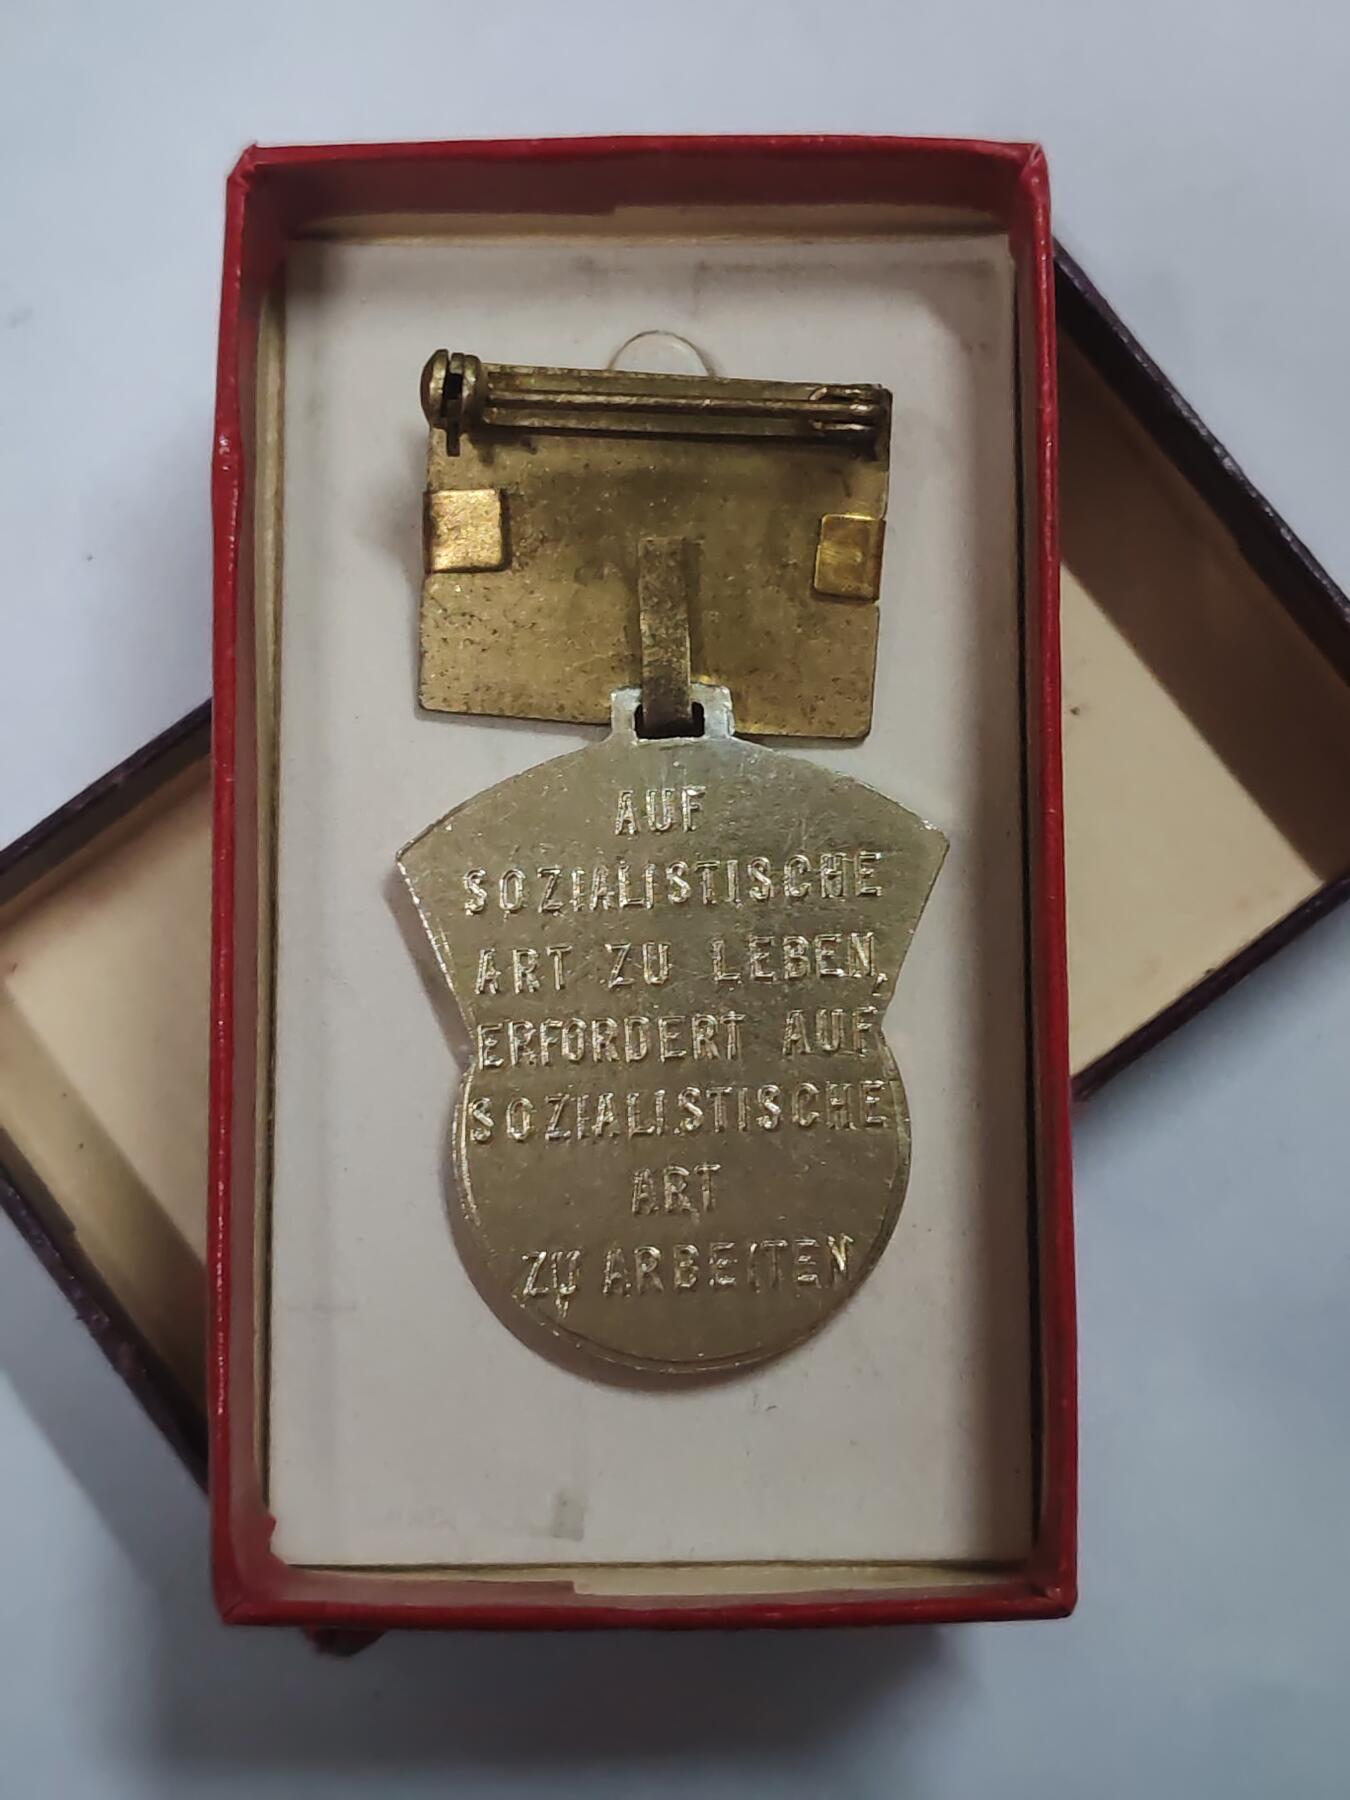 AUF
SOZIALISTISCHE
ART ZU LEBEN,
ERFORDERT AUF
SOZIALISTISCHE
ART
ZU ARBEITEN